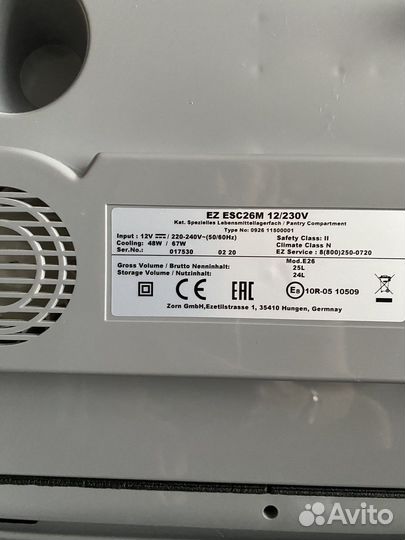 EZ ESC26M 12/230V
Kat. Spezielles Lebensmittellagerfach / Pantry Compartment
Type No: 0926 11500001
Input : 12V ⎓ / 220-240V~(50/60Hz) Safety Class: II
Cooling: 48W / 67W Climate Class N
Ser.No.: 017530 02 20 EZ Service : 8(800)250-0720
Mod.E26
Gross Volume / Brutto Nenninhalt: 25L
Storage Volume / Nutzinhalt: 24L
CE EAC E8 10R-05 10509
Zorn GmbH.,Ezetilstrasse 1, 35410 Hungen, Germnay
Avito